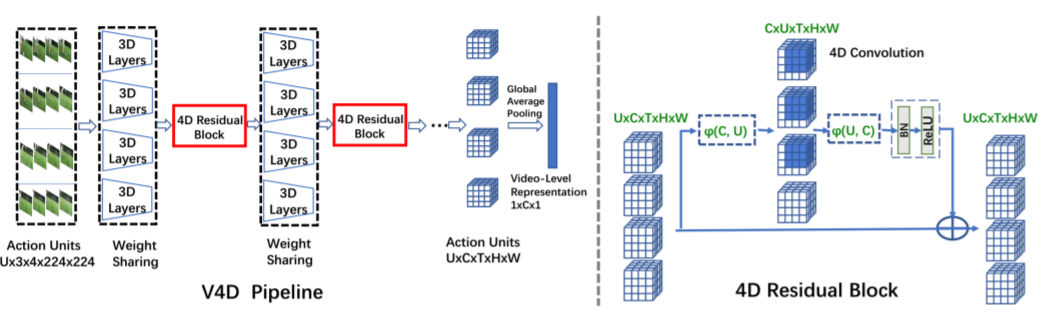 3D
Layers
3D
Layers
3D
Layers
3D
Layers
4D Residual
Block
3D
Layers
3D
Layers
3D
Layers
3D
Layers
4D Residual
Block
...
Global
Average
Pooling
Video-Level
Representation
1xCx1
Action Units
Ux3x4x224x224
Weight
Sharing
Weight
Sharing
Action Units
UxCxTxHxW
V4D Pipeline
CxUxTxHxW
4D Convolution
UxCxTxHxW
φ(C, U)
φ(U, C)
BN
ReLU
UxCxTxHxW
4D Residual Block